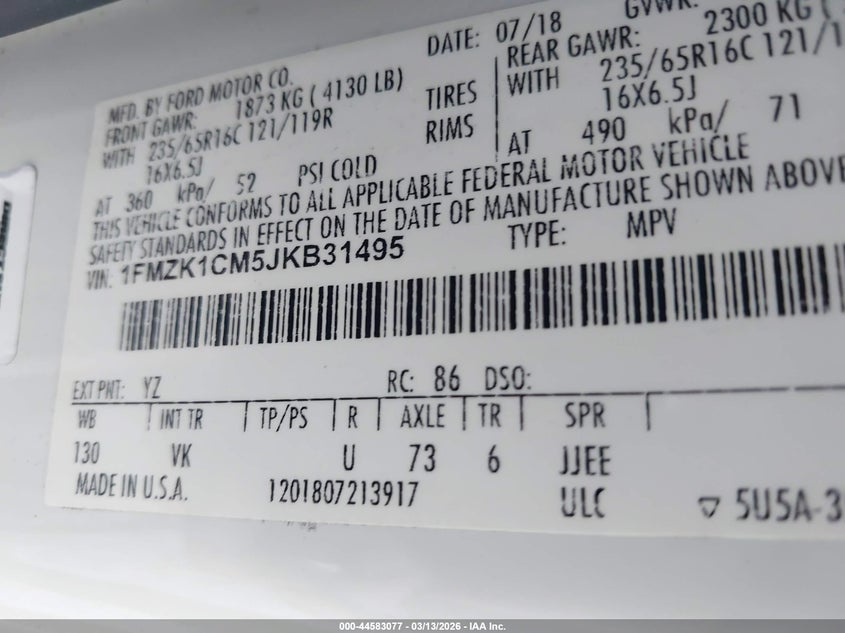 DATE: 07/18 GVWR:
MFD. BY FORD MOTOR CO.
FRONT GAWR: 1873 KG ( 4130 LB)
WITH 235/65R16C 121/119R TIRES
16X6.5J RIMS
AT 360 kPa/ 52 PSI COLD
REAR GAWR: 2300 KG (
WITH 235/65R16C 121/1
16X6.5J
AT 490 kPa/ 71
THIS VEHICLE CONFORMS TO ALL APPLICABLE FEDERAL MOTOR VEHICLE
SAFETY STANDARDS IN EFFECT ON THE DATE OF MANUFACTURE SHOWN ABOVE
VIN: 1FMZK1CM5JKB31495 TYPE: MPV
EXT PNT: YZ RC: 86 DSO:
WB INT TR TP/PS R AXLE TR SPR
130 VK U 73 6 JJEE
MADE IN U.S.A. 1201807213917 ULC ▽ 5U5A-3
000-44583077 - 03/13/2026 - IAA Inc.